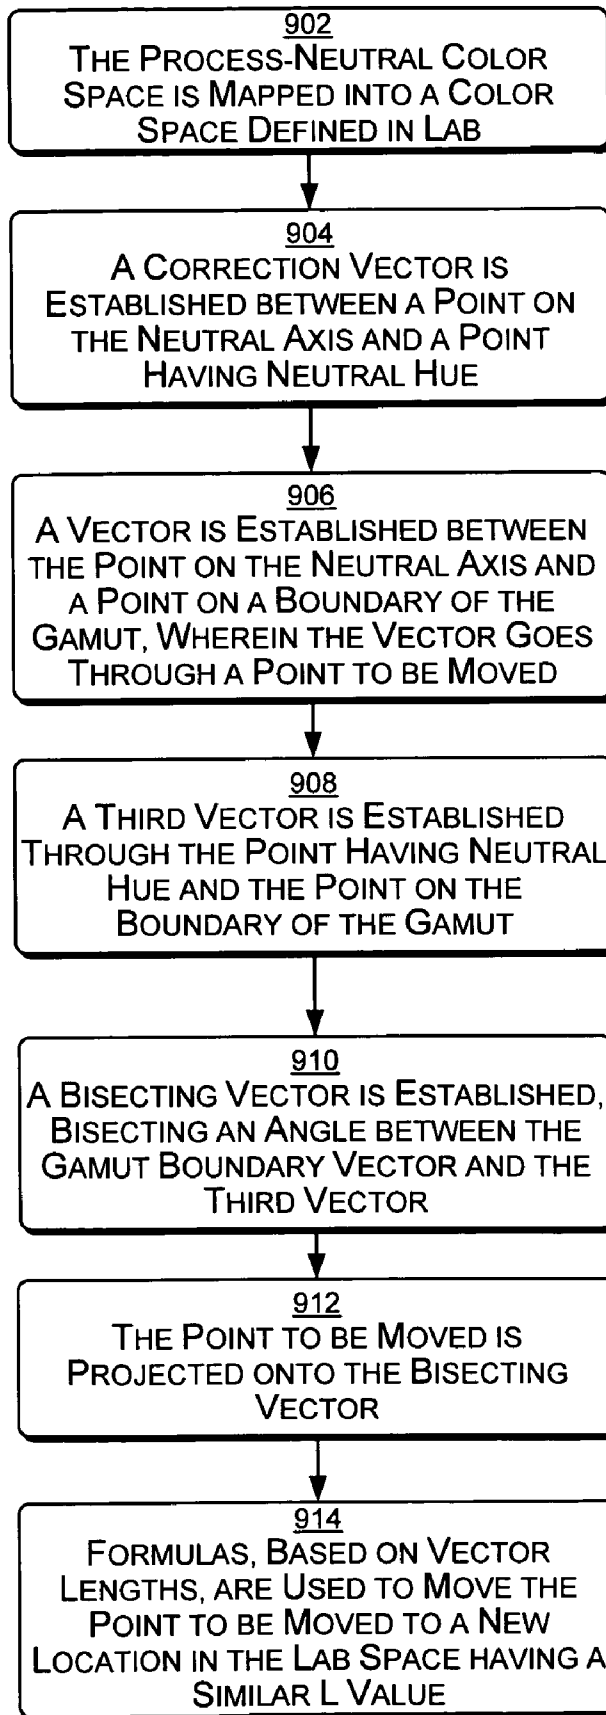 902
THE PROCESS-NEUTRAL COLOR
SPACE IS MAPPED INTO A COLOR
SPACE DEFINED IN LAB
904
A CORRECTION VECTOR IS
ESTABLISHED BETWEEN A POINT ON
THE NEUTRAL AXIS AND A POINT
HAVING NEUTRAL HUE
906
A VECTOR IS ESTABLISHED BETWEEN
THE POINT ON THE NEUTRAL AXIS AND
A POINT ON A BOUNDARY OF THE
GAMUT, WHEREIN THE VECTOR GOES
THROUGH A POINT TO BE MOVED
908
A THIRD VECTOR IS ESTABLISHED
THROUGH THE POINT HAVING NEUTRAL
HUE AND THE POINT ON THE
BOUNDARY OF THE GAMUT
910
A BISECTING VECTOR IS ESTABLISHED,
BISECTING AN ANGLE BETWEEN THE
GAMUT BOUNDARY VECTOR AND THE
THIRD VECTOR
912
THE POINT TO BE MOVED IS
PROJECTED ONTO THE BISECTING
VECTOR
914
FORMULAS, BASED ON VECTOR
LENGTHS, ARE USED TO MOVE THE
POINT TO BE MOVED TO A NEW
LOCATION IN THE LAB SPACE HAVING A
SIMILAR L VALUE